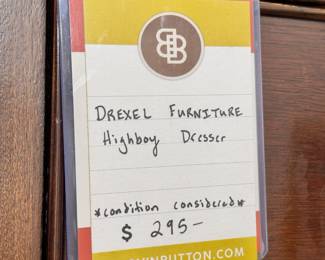 DREXEL FURNITURE
Highboy Dresser
*condition considered*
$ 295-